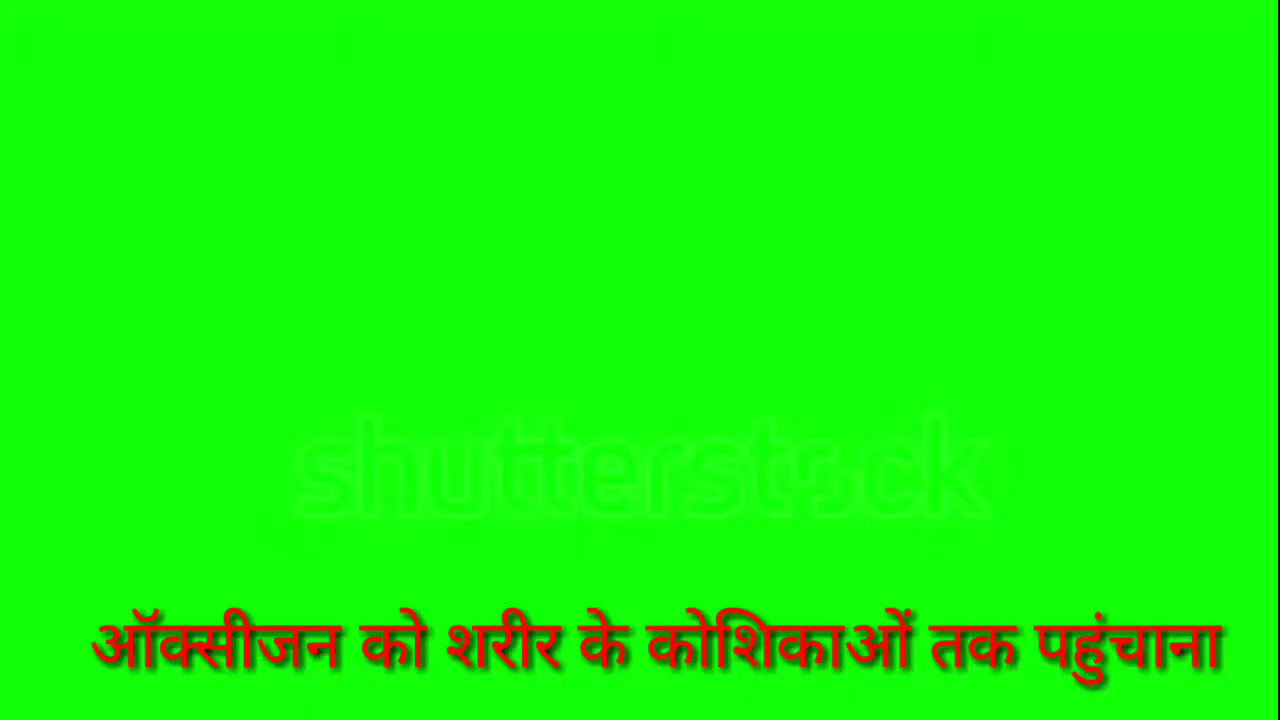 shutterstock
ऑक्सीजन को शरीर के कोशिकाओं तक पहुंचाना